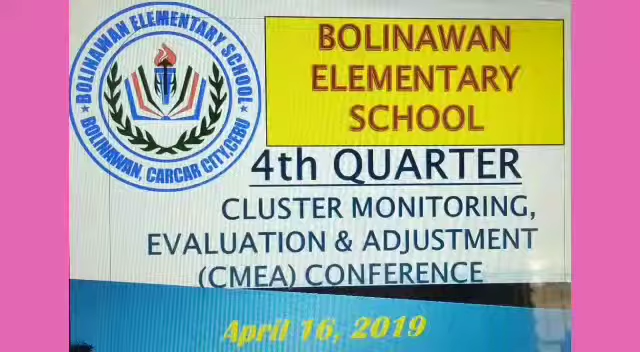 BOLINAWAN ELEMENTARY SCHOOL
BOLINAWAN, CARCAR CITY,CEBU
BOLINAWAN
ELEMENTARY
SCHOOL
4th QUARTER
CLUSTER MONITORING,
EVALUATION & ADJUSTMENT
(CMEA) CONFERENCE
April 16, 2019